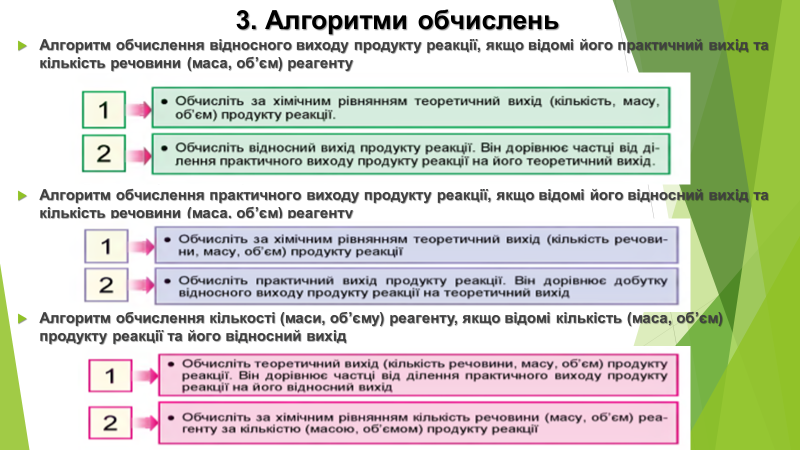 3. Алгоритми обчислень
Алгоритм обчислення відносного виходу продукту реакції, якщо відомі його практичний вихід та
кількість речовини (маса, об’єм) реагенту
1
● Обчисліть за хімічним рівнянням теоретичний вихід (кількість, масу,
об’єм) продукту реакції.
2
● Обчисліть відносний вихід продукту реакції. Він дорівнює частці від ді-
лення практичного виходу продукту реакції на його теоретичний вихід.
Алгоритм обчислення практичного виходу продукту реакції, якщо відомі його відносний вихід та
кількість речовини (маса, об’єм) реагенту
1
● Обчисліть за хімічним рівнянням теоретичний вихід (кількість речови-
ни, масу, об’єм) продукту реакції
2
● Обчисліть практичний вихід продукту реакції. Він дорівнює добутку
відносного виходу продукту реакції на теоретичний вихід
Алгоритм обчислення кількості (маси, об’єму) реагенту, якщо відомі кількість (маса, об’єм)
продукту реакції та його відносний вихід
1
● Обчисліть теоретичний вихід (кількість речовини, масу, об’єм) продукту
реакції. Він дорівнює частці від ділення практичного виходу продукту
реакції на його відносний вихід
2
● Обчисліть за хімічним рівнянням кількість речовини (масу, об’єм) реа-
генту за кількістю (масою, об’ємом) продукту реакції